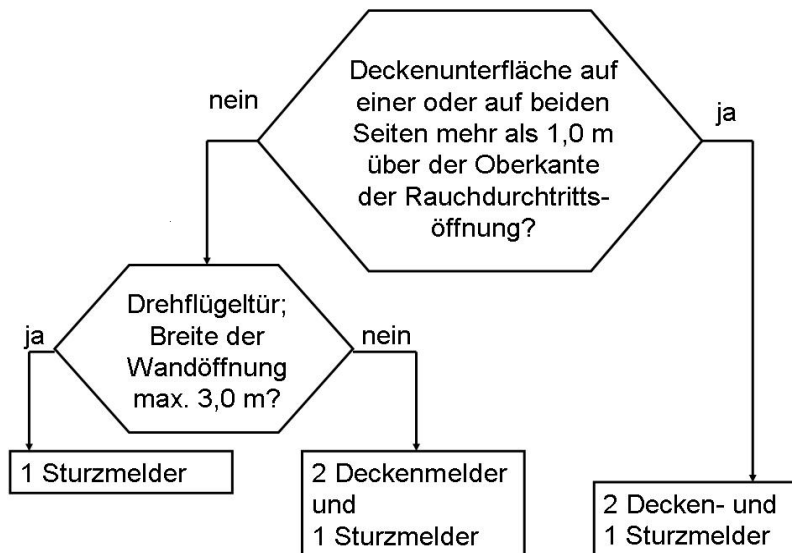 Deckenunterfläche auf
einer oder auf beiden
Seiten mehr als 1,0 m
über der Oberkante
der Rauchdurchtritts-
öffnung?
nein
ja
Drehflügeltür;
Breite der
Wandöffnung
max. 3,0 m?
ja
nein
1 Sturzmelder
2 Deckenmelder
und
1 Sturzmelder
2 Decken- und
1 Sturzmelder